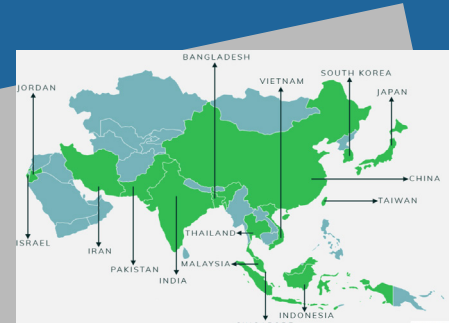 BANGLADESH
SOUTH KOREA
VIETNAM
JORDAN
JAPAN
CHINA
TAIWAN
THAILAND
ISRAEL
IRAN
MALAYSIA
PAKISTAN
INDIA
INDONESIA